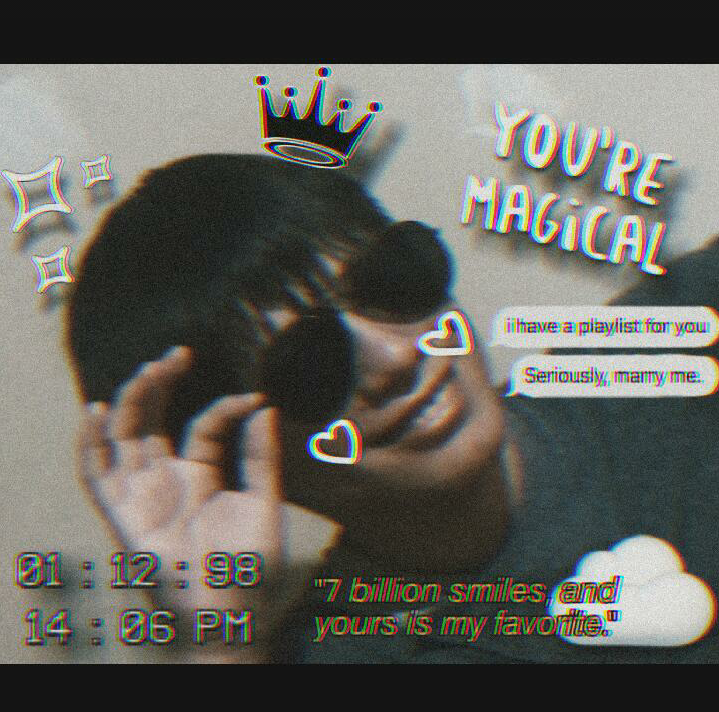 YOU'RE
MAGiCAL
i have a playlist for you
Seriously, marry me.
01 : 12 : 98
14 : 06 PM
"7 billion smiles, and
yours is my favorite."